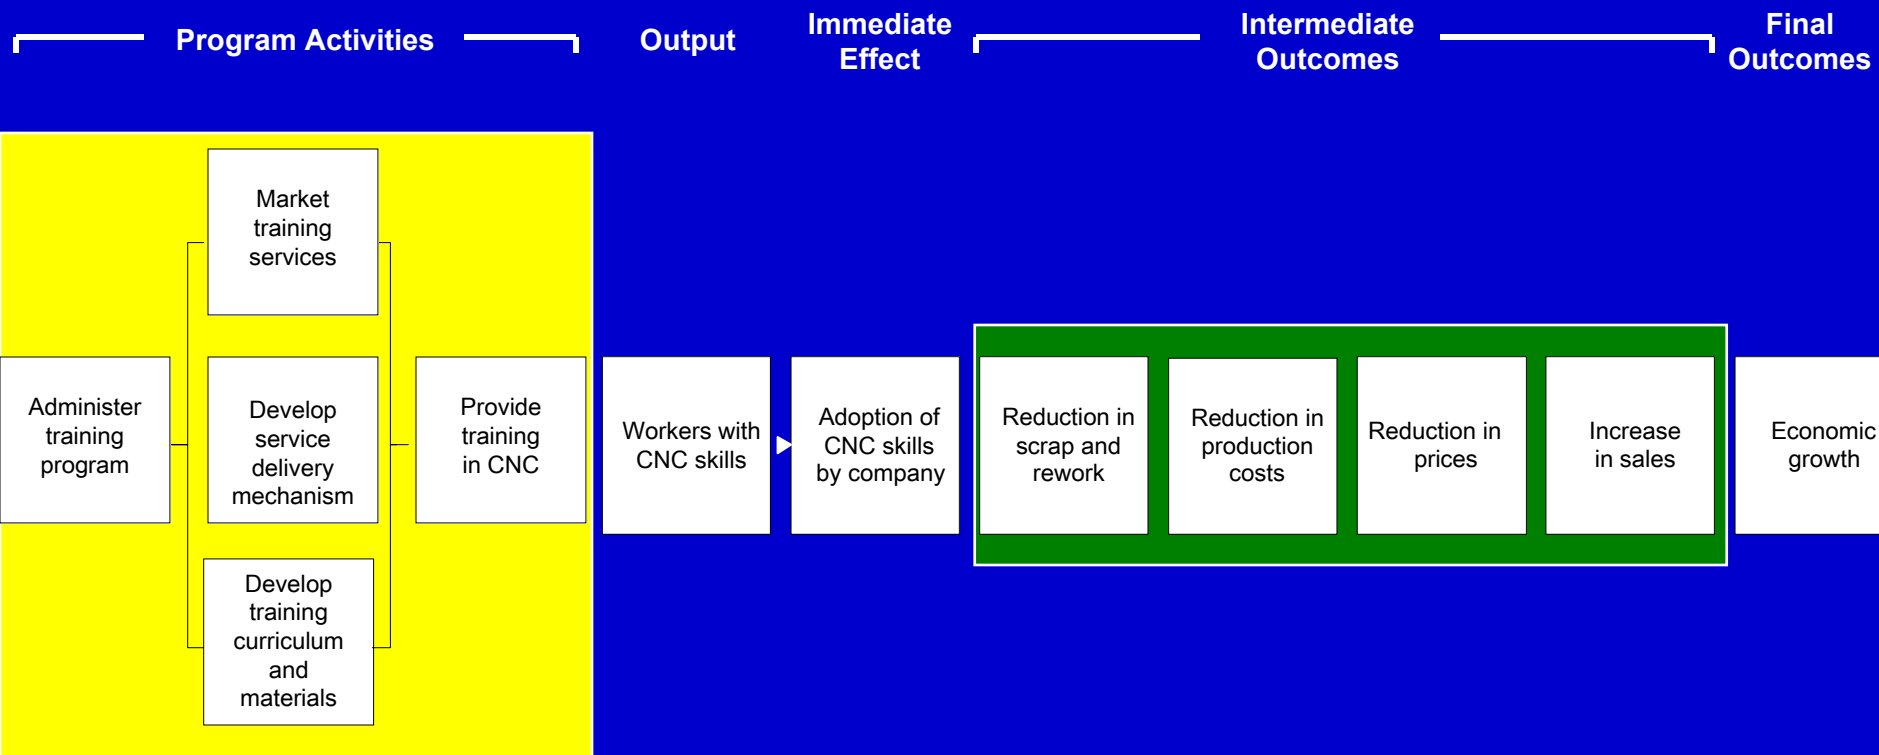 Program Activities
Output
Immediate
Effect
Intermediate
Outcomes
Final
Outcomes
Administer
training
program
Market
training
services
Develop
service
delivery
mechanism
Develop
training
curriculum
and
materials
Provide
training
in CNC
Workers with
CNC skills
Adoption of
CNC skills
by company
Reduction in
scrap and
rework
Reduction in
production
costs
Reduction in
prices
Increase
in sales
Economic
growth